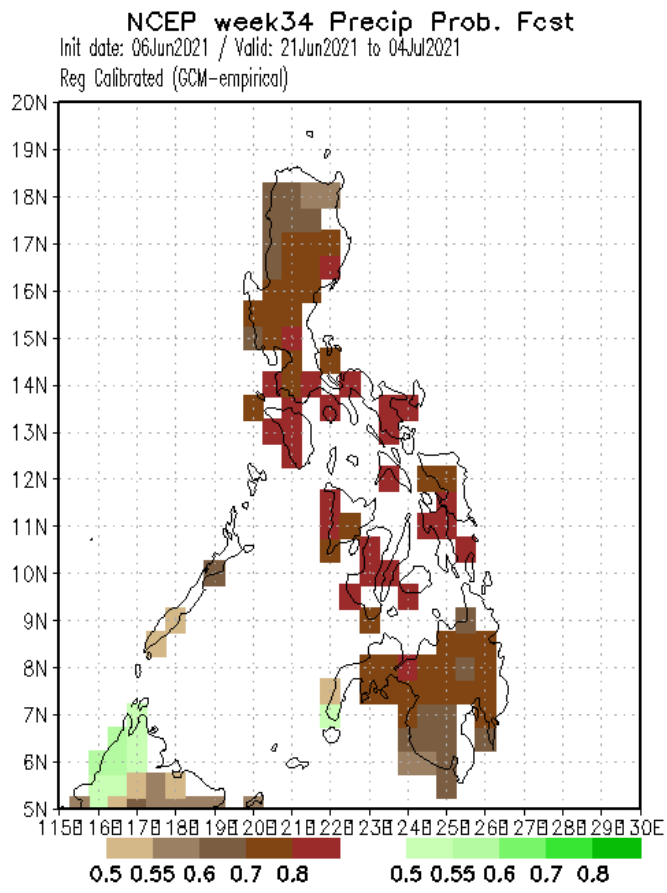 NCEP week34 Precip Prob. Fcst
Init date: 06Jun2021 / Valid: 21Jun2021 to 04Jul2021
Reg Calibrated (GCM-empirical)
20N
19N
18N
17N
16N
15N
14N
13N
12N
11N
10N
9N
8N
7N
6N
5N
115E 116E 117E 118E 119E 120E 121E 122E 123E 124E 125E 126E 127E 128E 129E 130E
0.5 0.55 0.6 0.7 0.8 0.5 0.55 0.6 0.7 0.8